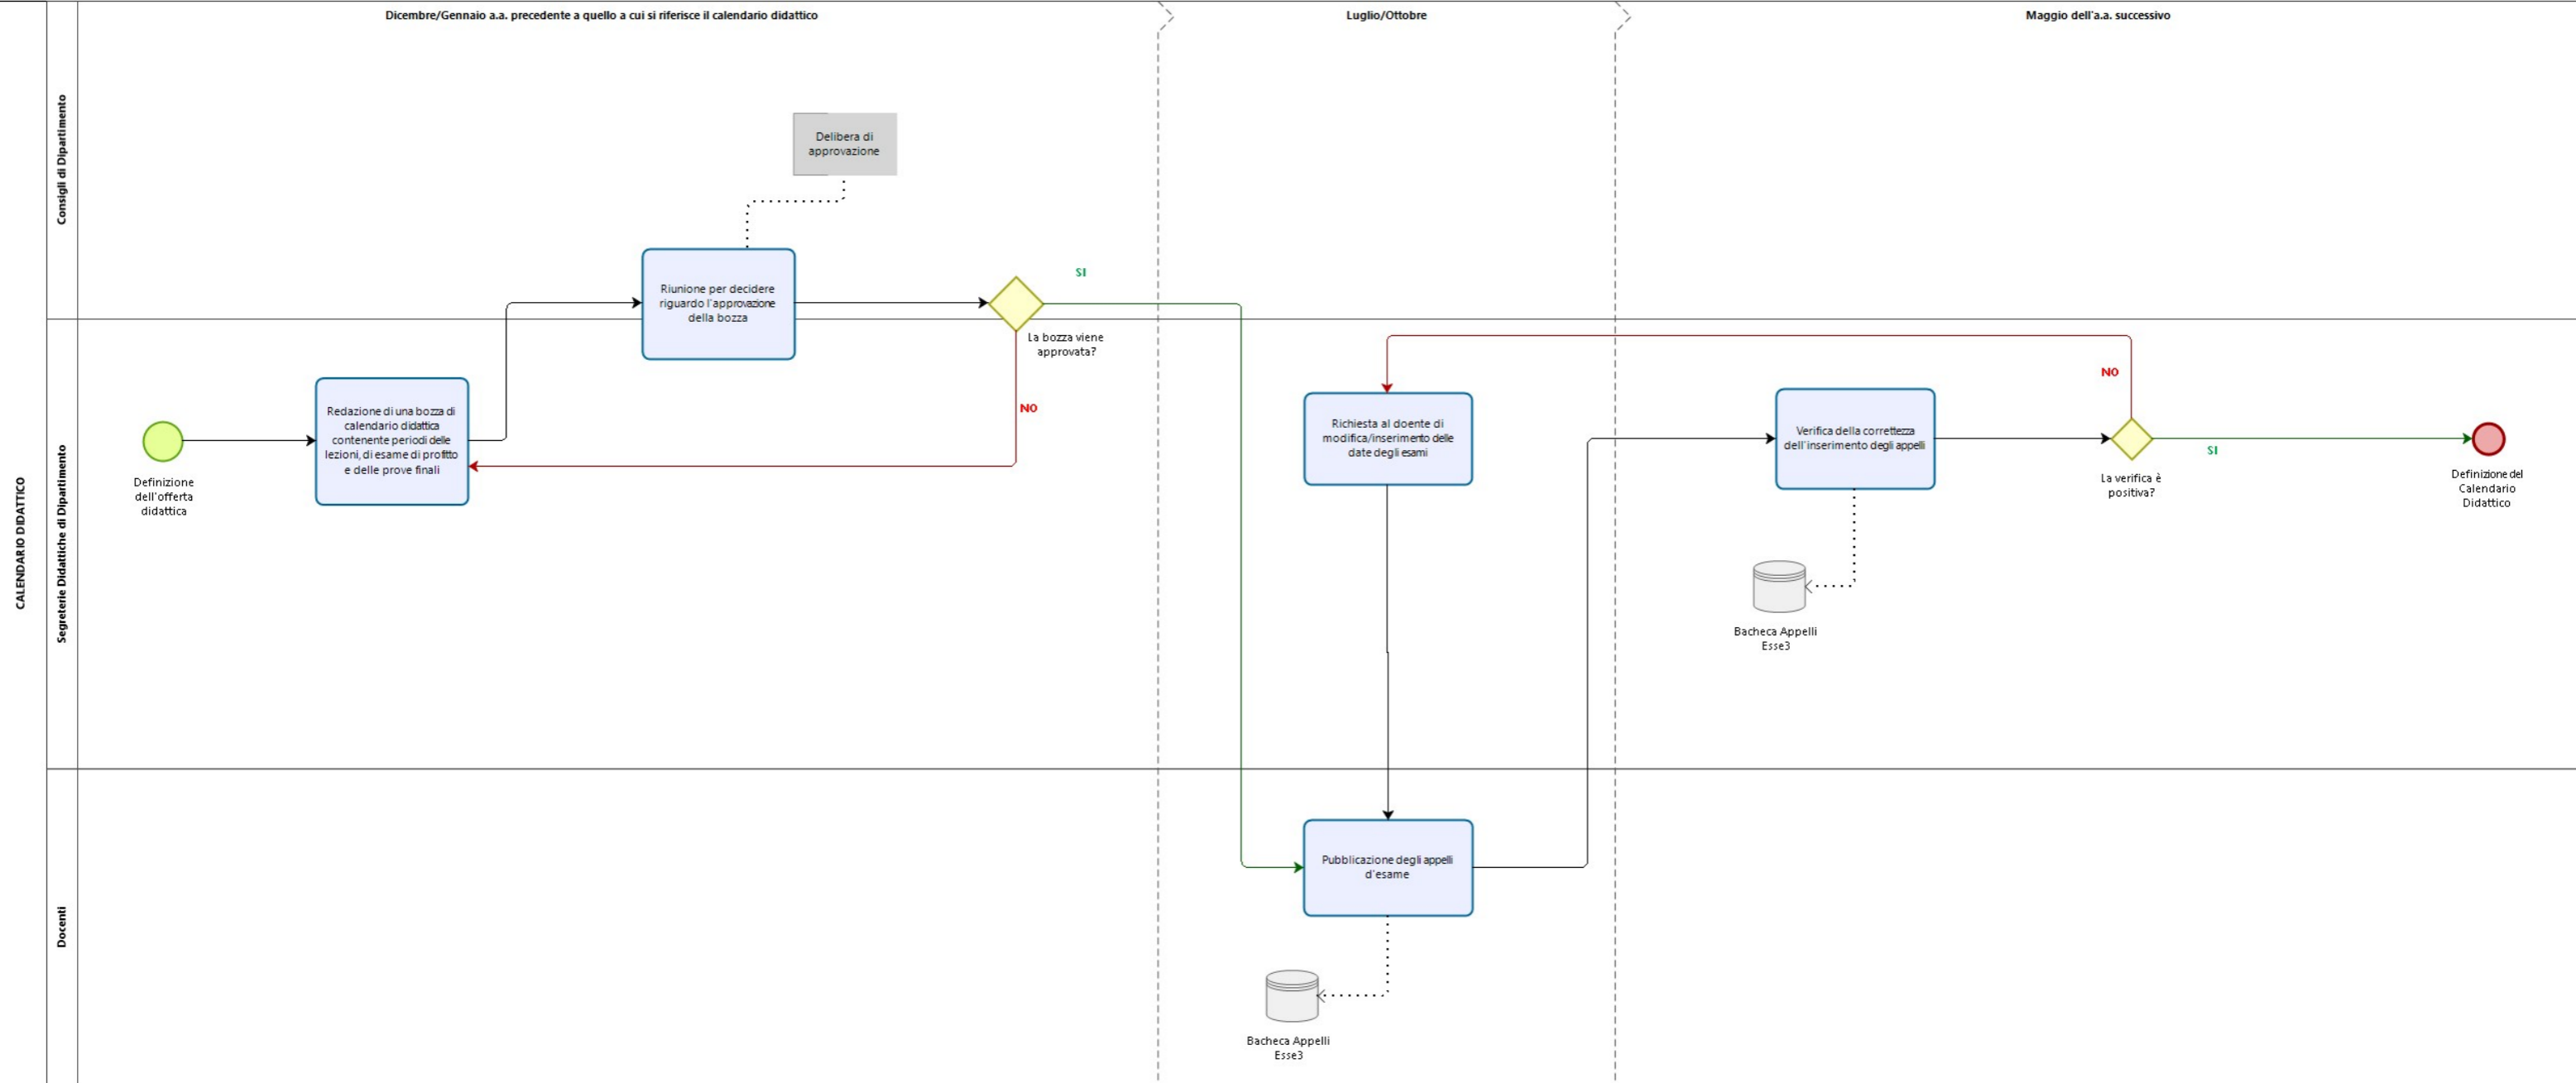 Dicembre/Gennaio a.a. precedente a quello a cui si riferisce il calendario didattico
Luglio/Ottobre
Maggio dell'a.a. successivo
CALENDARIO DIDATTICO
Consigli di Dipartimento
Delibera di
approvazione
Riunione per decidere
riguardo l'approvazione
della bozza
SI
La bozza viene
approvata?
NO
Segreterie Didattiche di Dipartimento
Definizione
dell'offerta
didattica
Redazione di una bozza di
calendario didattica
contenente periodi delle
lezioni, di esame di profitto
e delle prove finali
Richiesta al doente di
modifica/inserimento delle
date degli esami
Verifica della correttezza
dell'inserimento degli appelli
NO
SI
La verifica è
positiva?
Definizione del
Calendario
Didattico
Bacheca Appelli
Esse3
Docenti
Pubblicazione degli appelli
d'esame
Bacheca Appelli
Esse3